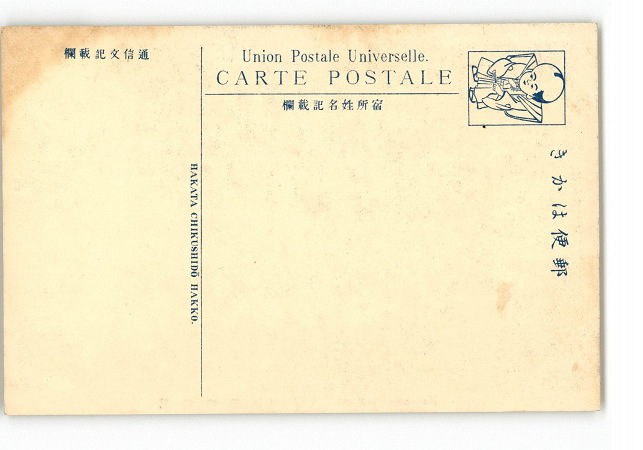 通信文記載欄
Union Postale Universelle.
CARTE POSTALE
宿所姓名記載欄
郵便はかき
HAKATA CHIKUSHIDŌ HAKKO.